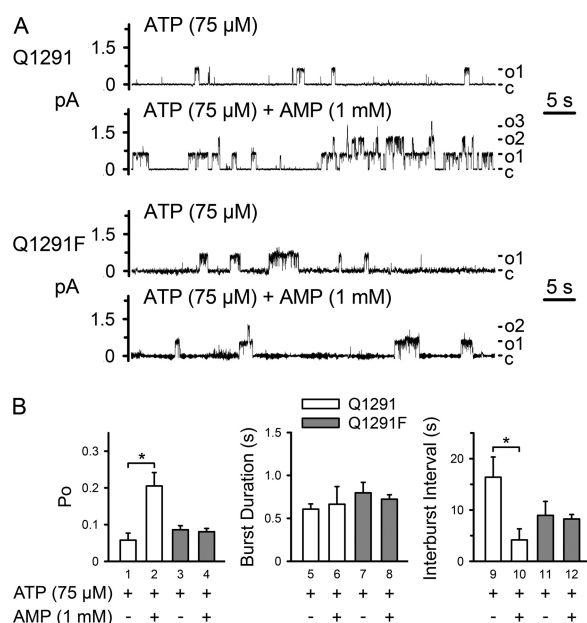 A
ATP (75 µM)
Q1291
1.5
pA
0
o1
c
ATP (75 µM) + AMP (1 mM)
5 s
1.5
0
o3
o2
o1
c
ATP (75 µM)
Q1291F
1.5
pA
0
o1
c
ATP (75 µM) + AMP (1 mM)
5 s
1.5
0
o2
o1
c
B
Q1291
Q1291F
Po
0.3
0.2
0.1
0
*
1 2 3 4
Burst Duration (s)
1.5
1.0
0.5
0
5 6 7 8
Interburst Interval (s)
20
10
0
*
9 10 11 12
ATP (75 µM) + + + + + + + + + + + +
AMP (1 mM) - + - + - + - + - + - +